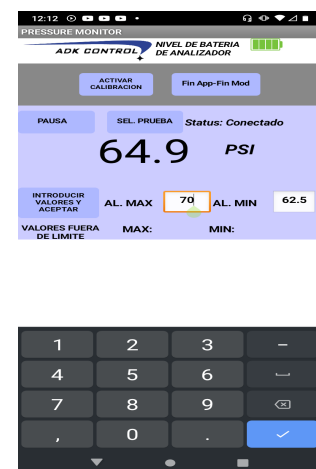 12:12
PRESSURE MONITOR
ADK CONTROL
NIVEL DE BATERIA
DE ANALIZADOR
ACTIVAR
CALIBRACION
Fin App-Fin Mod
PAUSA
SEL. PRUEBA
Status: Conectado
64.9
PSI
INTRODUCIR
VALORES Y
ACEPTAR
AL. MAX
70
AL. MIN
62.5
VALORES FUERA
DE LIMITE
MAX:
MIN:
1 2 3 –
4 5 6
7 8 9
, 0 .